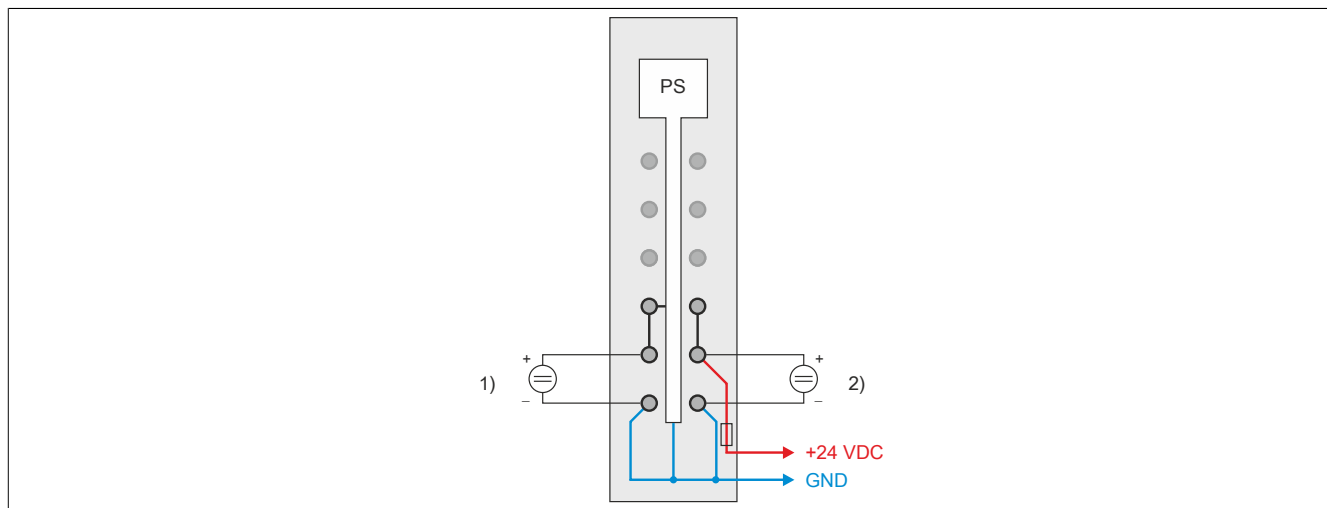 PS
+ +
1) 2)
_ _
+24 VDC
GND